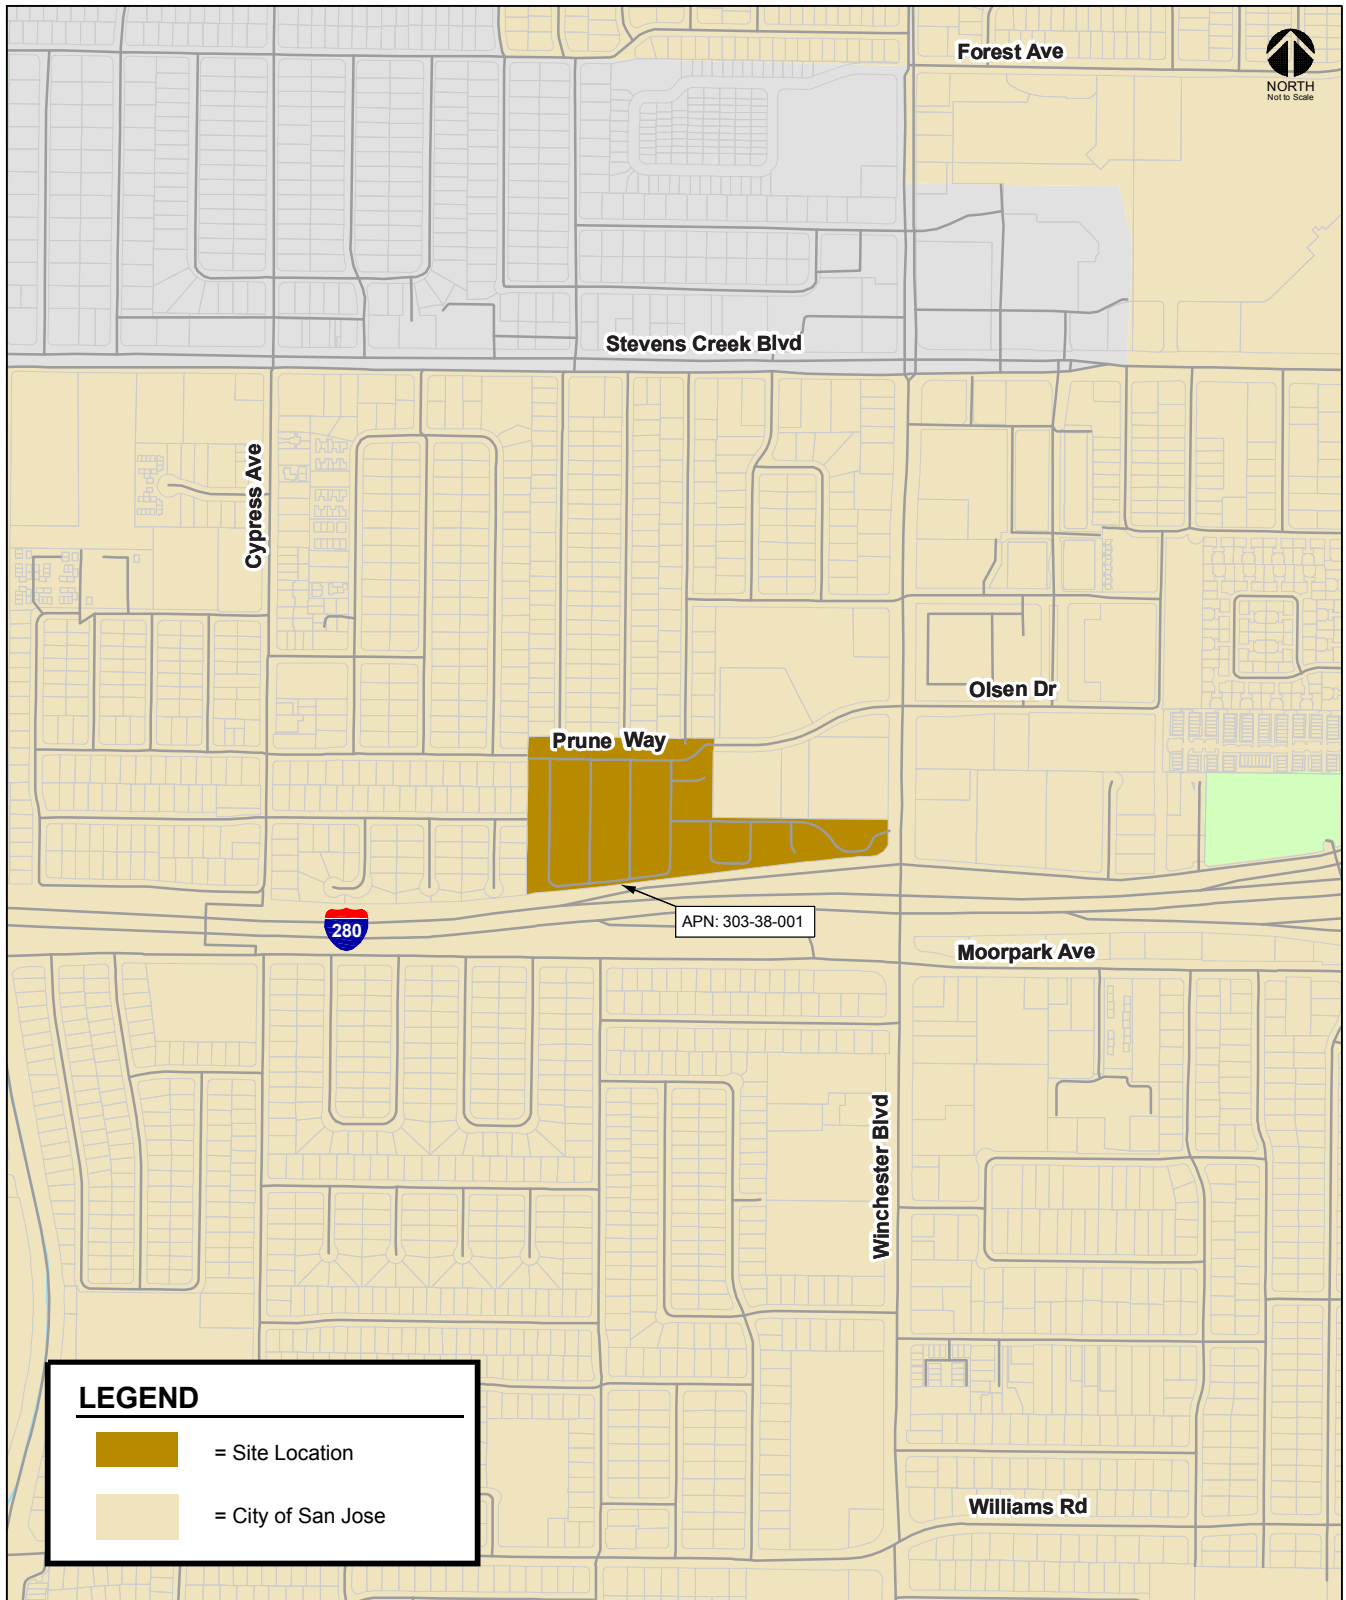 Forest Ave
NORTH
Not to Scale
Stevens Creek Blvd
Cypress Ave
Olsen Dr
Prune Way
APN: 303-38-001
280
Moorpark Ave
Winchester Blvd
LEGEND
= Site Location
= City of San Jose
Williams Rd